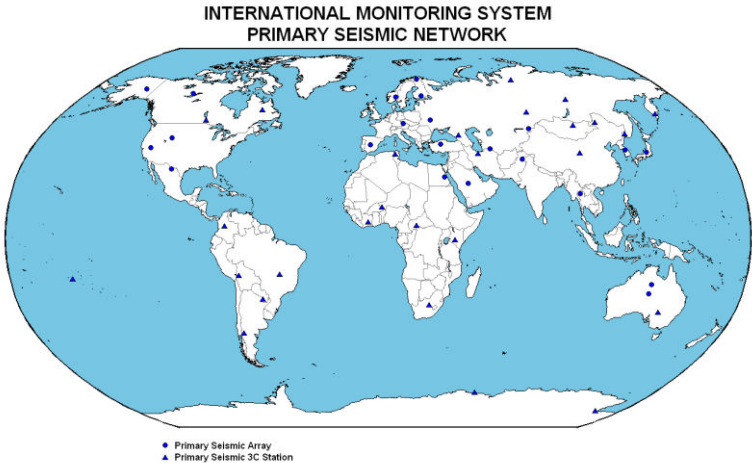 INTERNATIONAL MONITORING SYSTEM
PRIMARY SEISMIC NETWORK
Primary Seismic Array
Primary Seismic 3C Station